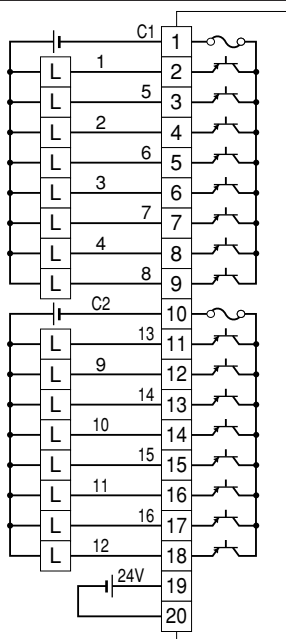 C1 1
L 1 2
L 5 3
L 2 4
L 6 5
L 3 6
L 7 7
L 4 8
L 8 9
C2 10
L 13 11
L 9 12
L 14 13
L 10 14
L 15 15
L 11 16
L 16 17
L 12 18
24V 19
20